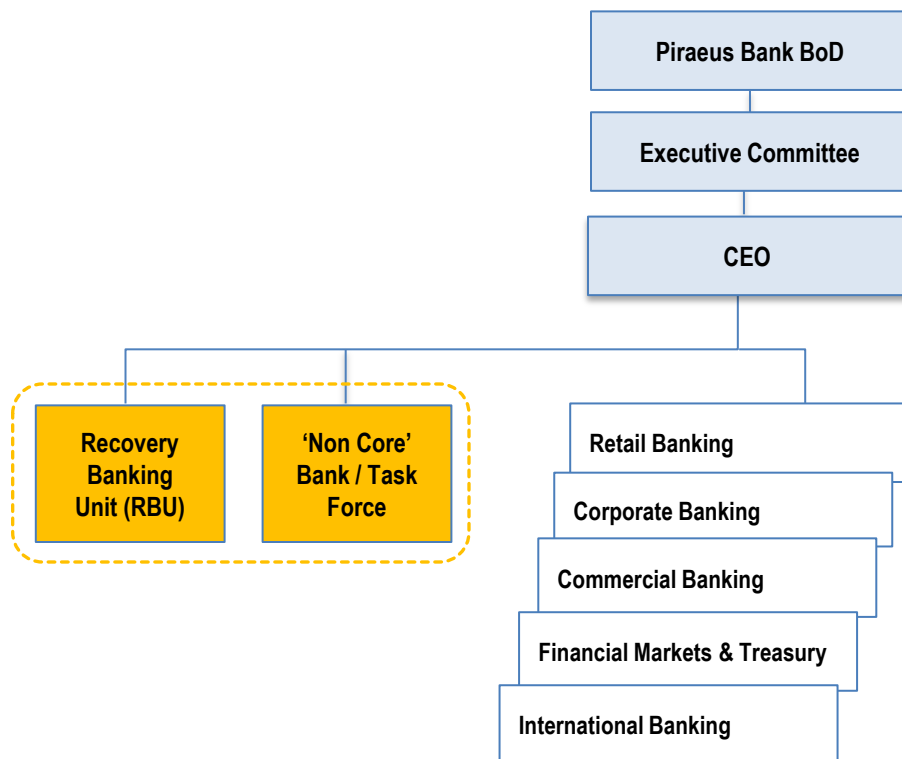 Piraeus Bank BoD
Executive Committee
CEO
Recovery
Banking
Unit (RBU)
‘Non Core’
Bank / Task
Force
Retail Banking
Corporate Banking
Commercial Banking
Financial Markets & Treasury
International Banking